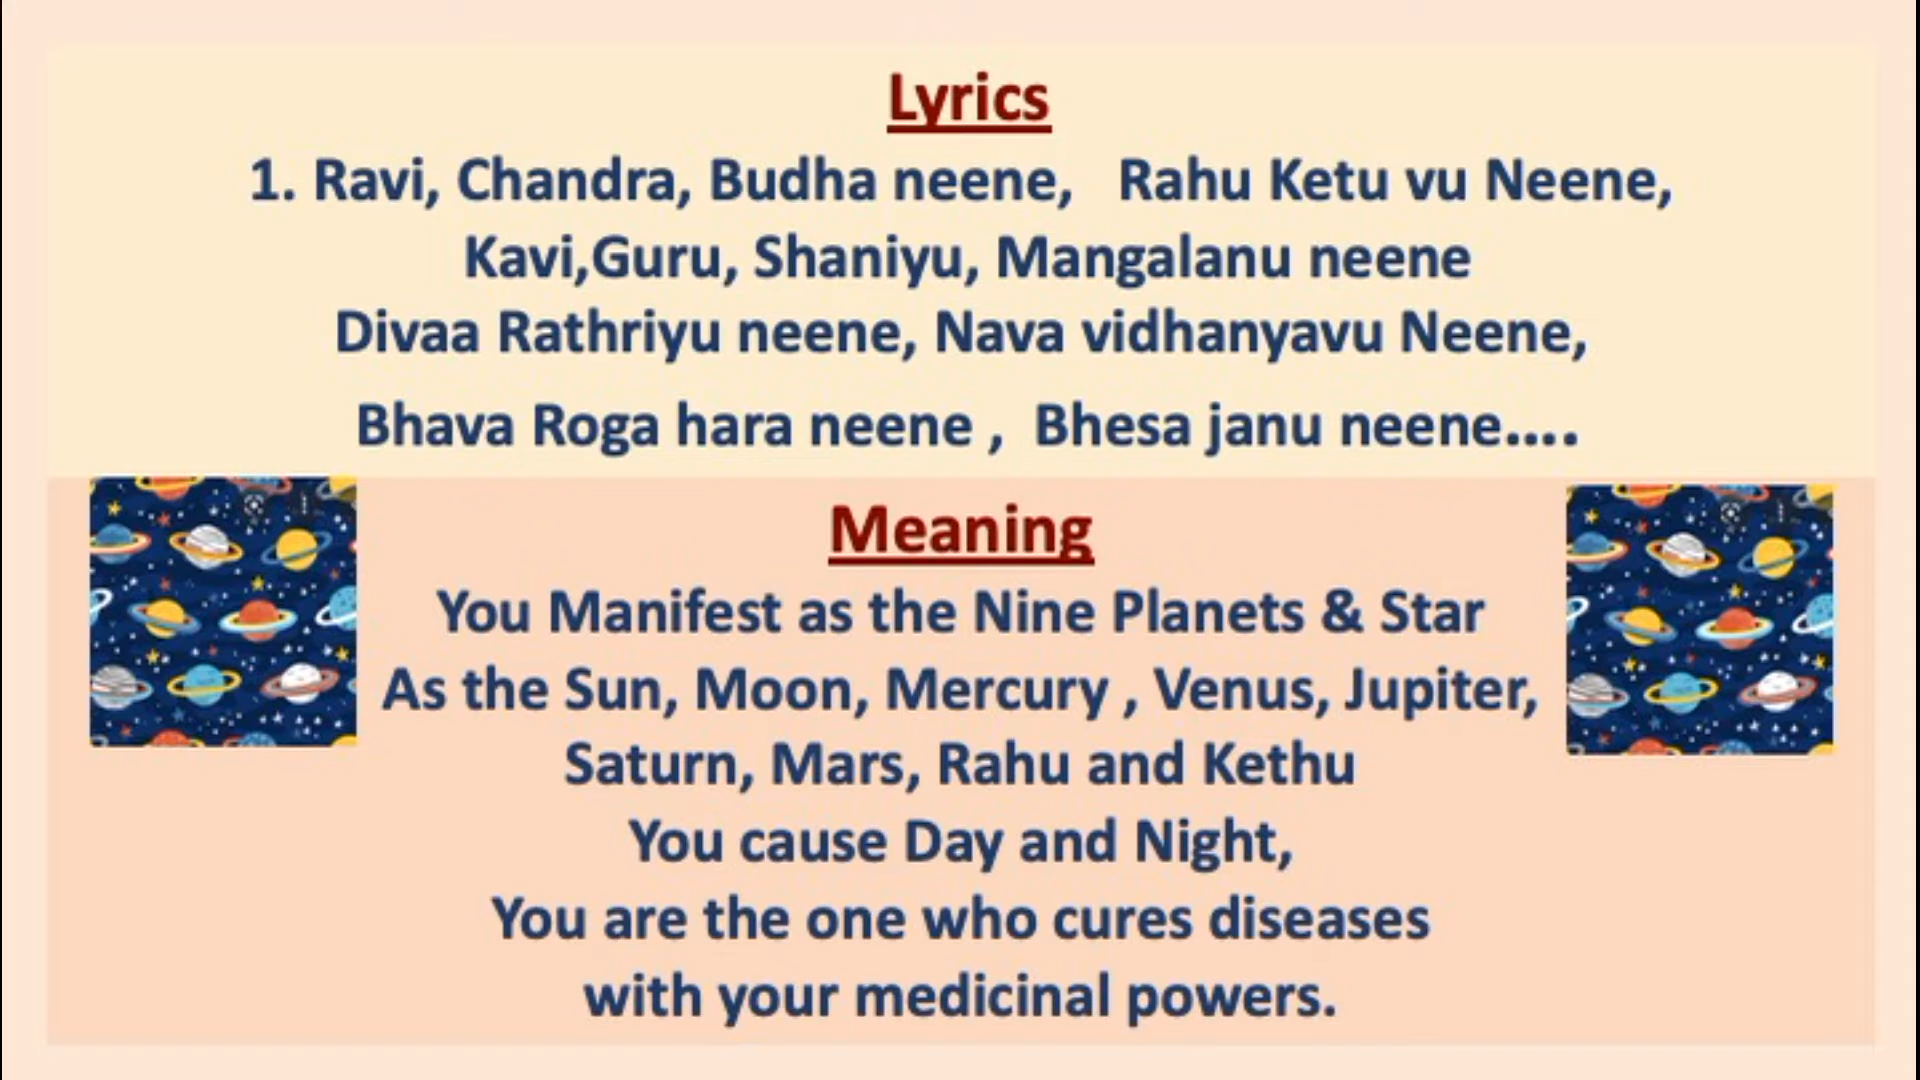 Lyrics
1. Ravi, Chandra, Budha neene, Rahu Ketu vu Neene,
Kavi,Guru, Shaniyu, Mangalanu neene
Divaa Rathriyu neene, Nava vidhanyavu Neene,
Bhava Roga hara neene , Bhesa janu neene....
Meaning
You Manifest as the Nine Planets & Star
As the Sun, Moon, Mercury , Venus, Jupiter,
Saturn, Mars, Rahu and Kethu
You cause Day and Night,
You are the one who cures diseases
with your medicinal powers.